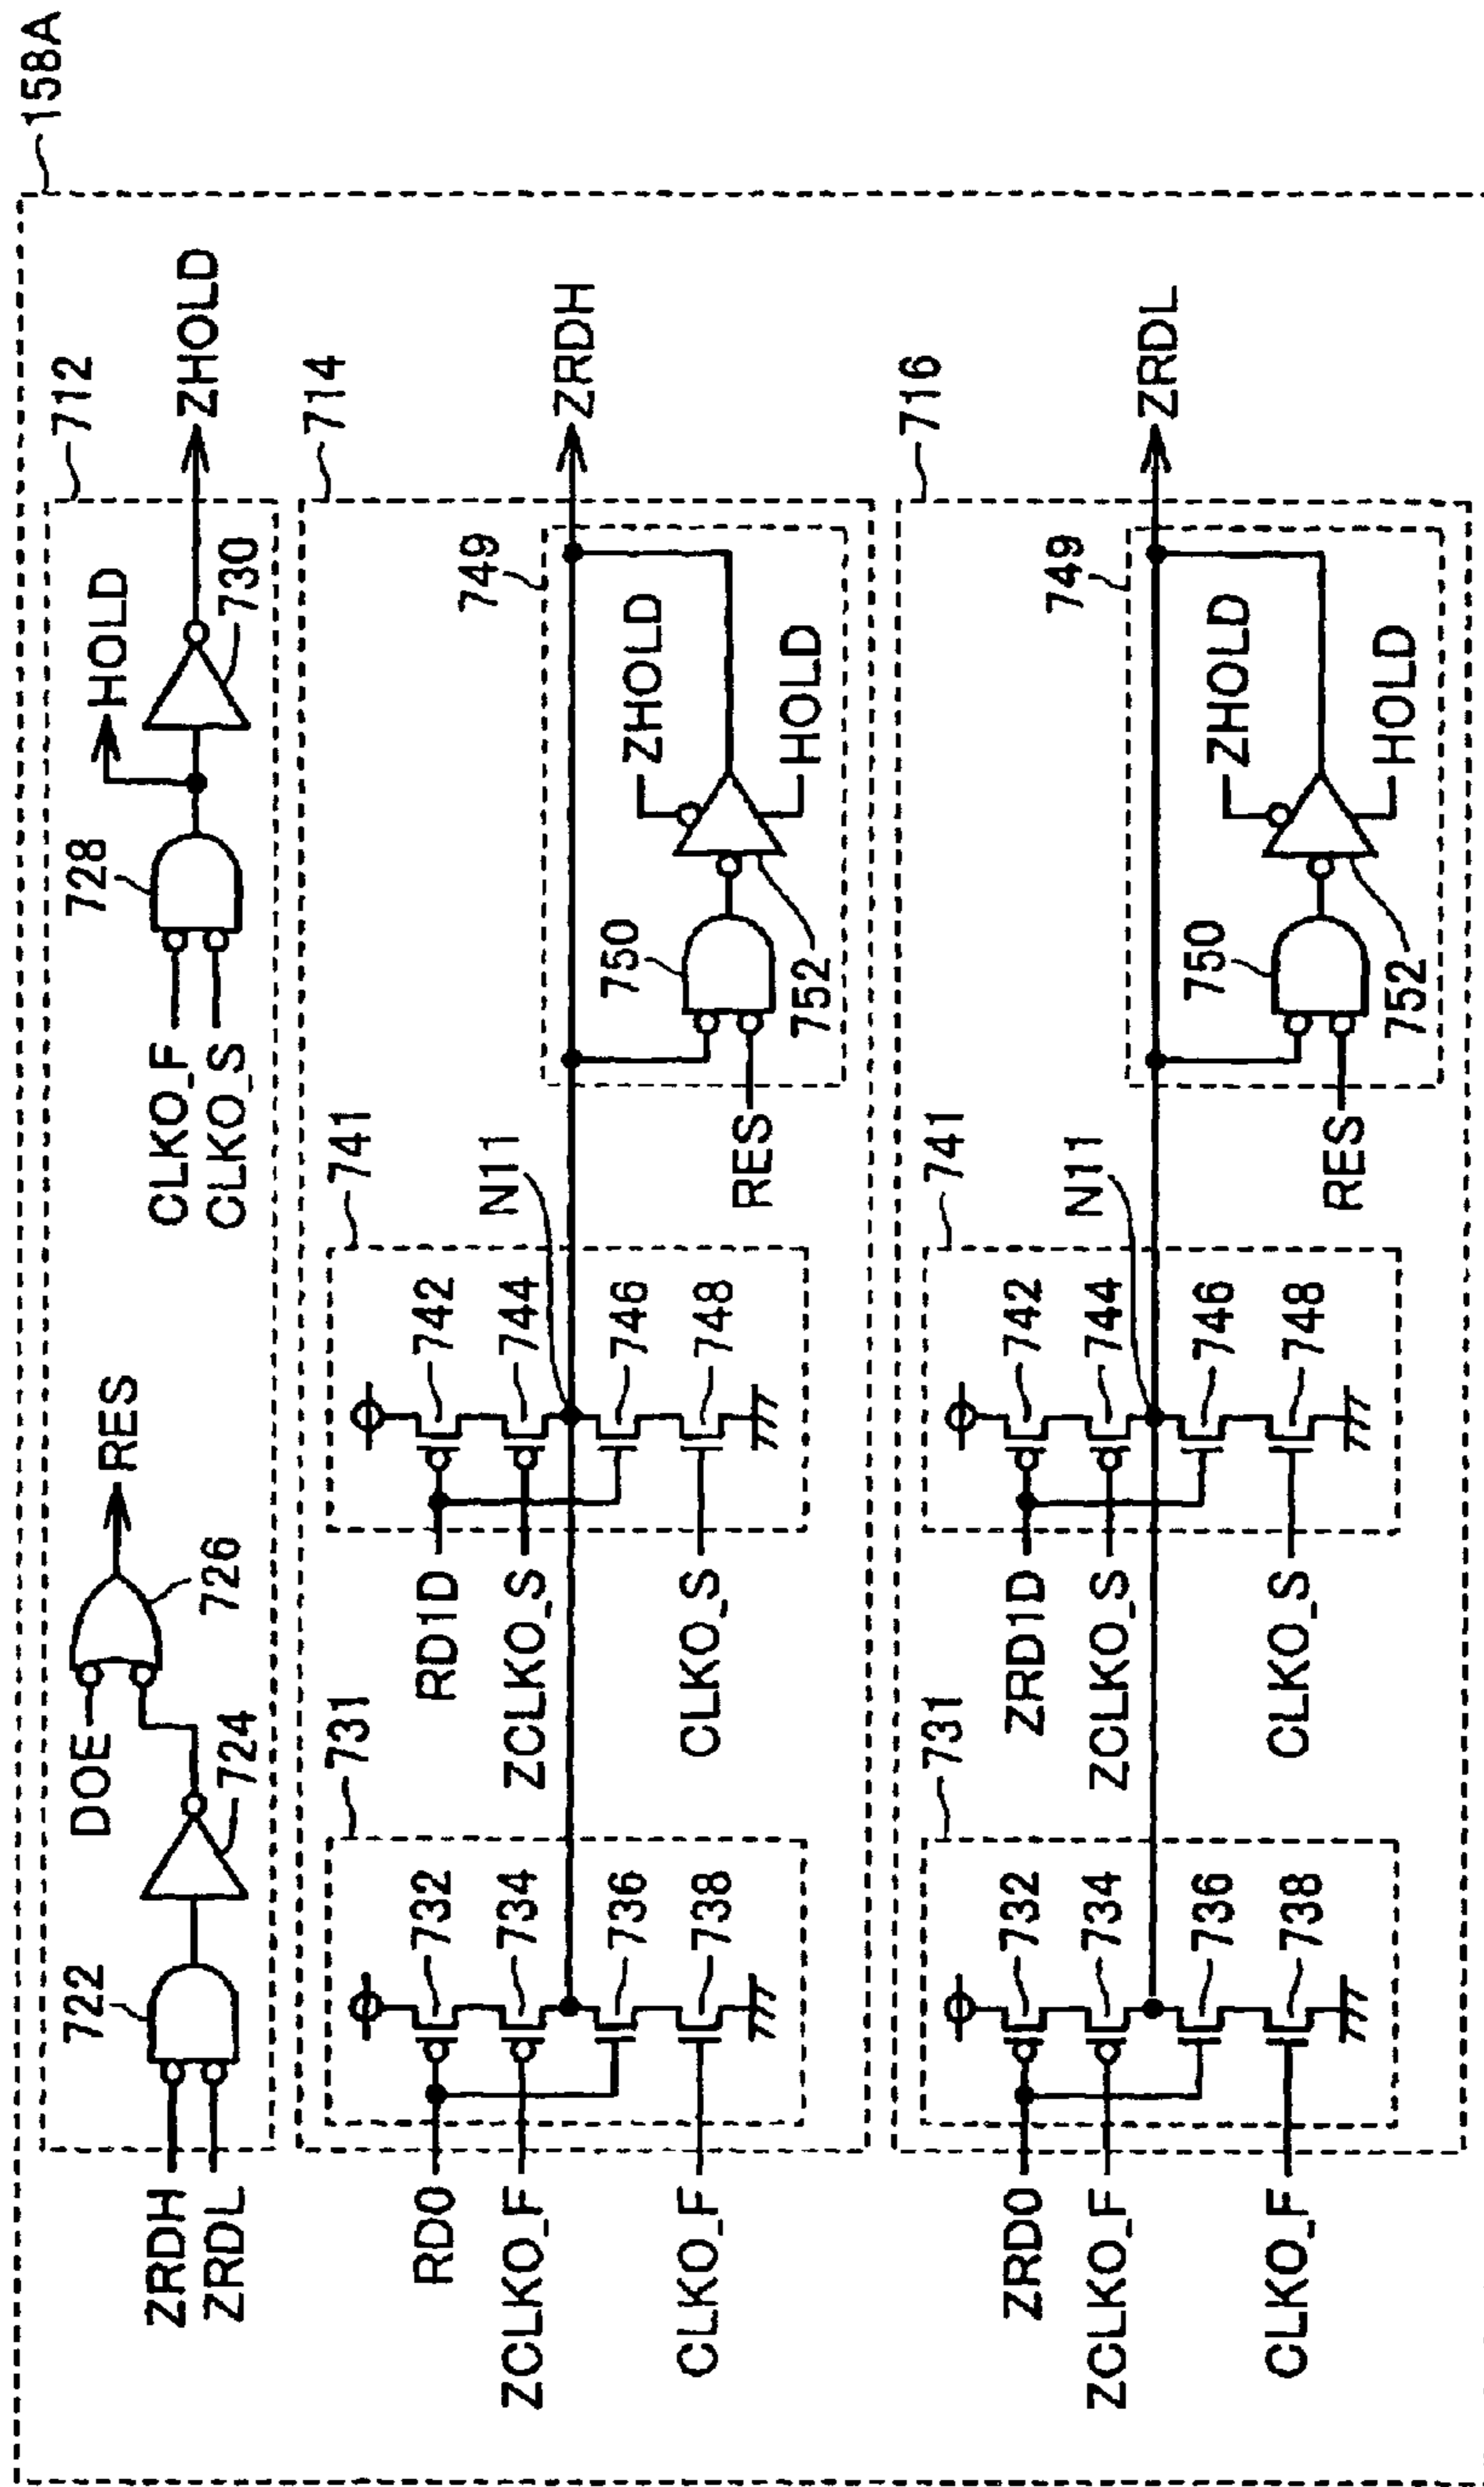 158A
712
ZRDH
ZRDL
722
724
DOE
726
RES
CLKO_F
CLKO_S
728
HOLD
730
ZHOLD
714
731
RD0
ZCLKO_F
CLKO_F
732
734
736
738
741
RD1D
ZCLKO_S
CLKO_S
742
744
746
748
N11
749
RES
750
752
ZHOLD
HOLD
ZRDH
716
731
ZRD0
ZCLKO_F
CLKO_F
732
734
736
738
741
ZRD1D
ZCLKO_S
CLKO_S
742
744
746
748
N11
749
RES
750
752
ZHOLD
HOLD
ZRDL